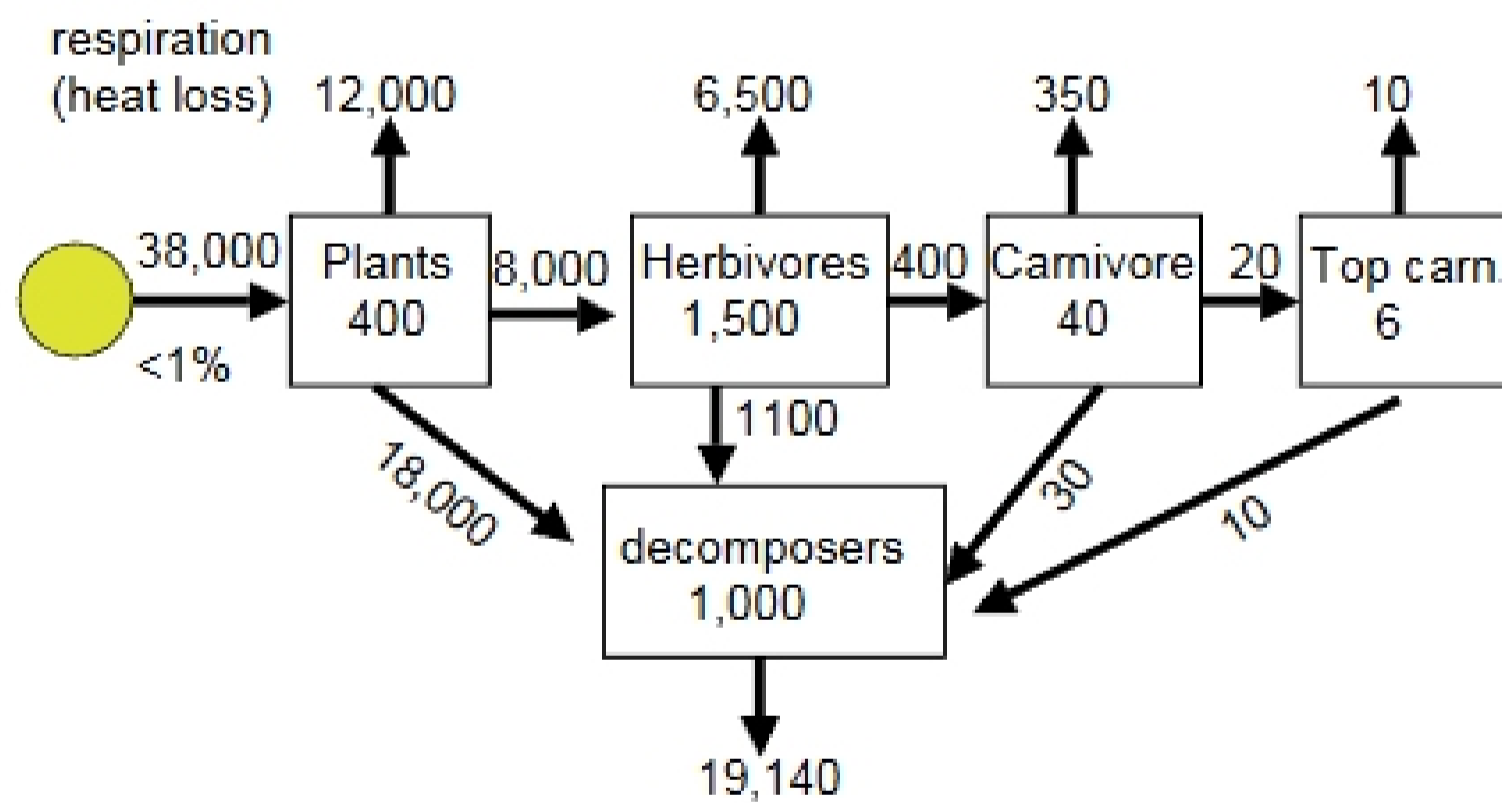 respiration
(heat loss)
12,000
6,500
350
10
38,000
<1%
Plants
400
8,000
Herbivores
1,500
400
Carnivore
40
20
Top carn.
6
18,000
1100
30
10
decomposers
1,000
19,140